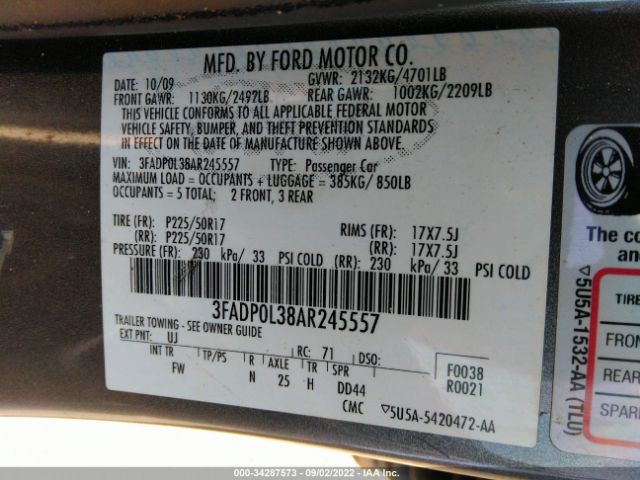 MFD. BY FORD MOTOR CO.
DATE: 10/09 GVWR: 2132KG/4701LB
FRONT GAWR: 1130KG/2492LB REAR GAWR: 1002KG/2209LB
THIS VEHICLE CONFORMS TO ALL APPLICABLE FEDERAL MOTOR
VEHICLE SAFETY, BUMPER, AND THEFT PREVENTION STANDARDS
IN EFFECT ON THE DATE OF MANUFACTURE SHOWN ABOVE.
VIN: 3FADP0L38AR245557 TYPE: Passenger Car
MAXIMUM LOAD = OCCUPANTS + LUGGAGE = 385KG/ 850LB
OCCUPANTS = 5 TOTAL: 2 FRONT, 3 REAR
TIRE (FR): P225/50R17 RIMS (FR): 17X7.5J
(RR): P225/50R17 (RR): 17X7.5J
PRESSURE (FR): 230 kPa/ 33 PSI COLD (RR): 230 kPa/ 33 PSI COLD
3FADP0L38AR245557
TRAILER TOWING - SEE OWNER GUIDE
EXT PNT: UJ RC: 71 DSO:
INT TR TP/PS R AXLE TR SPR F0038
FW N 25 H DD44 R0021
CMC ▽5U5A-5420472-AA
The co
an
▽5U5A-1532-AA (TLU)
TIRE
FRON
REAR
SPAR
000-34287573 - 09/02/2022 - IAA Inc.